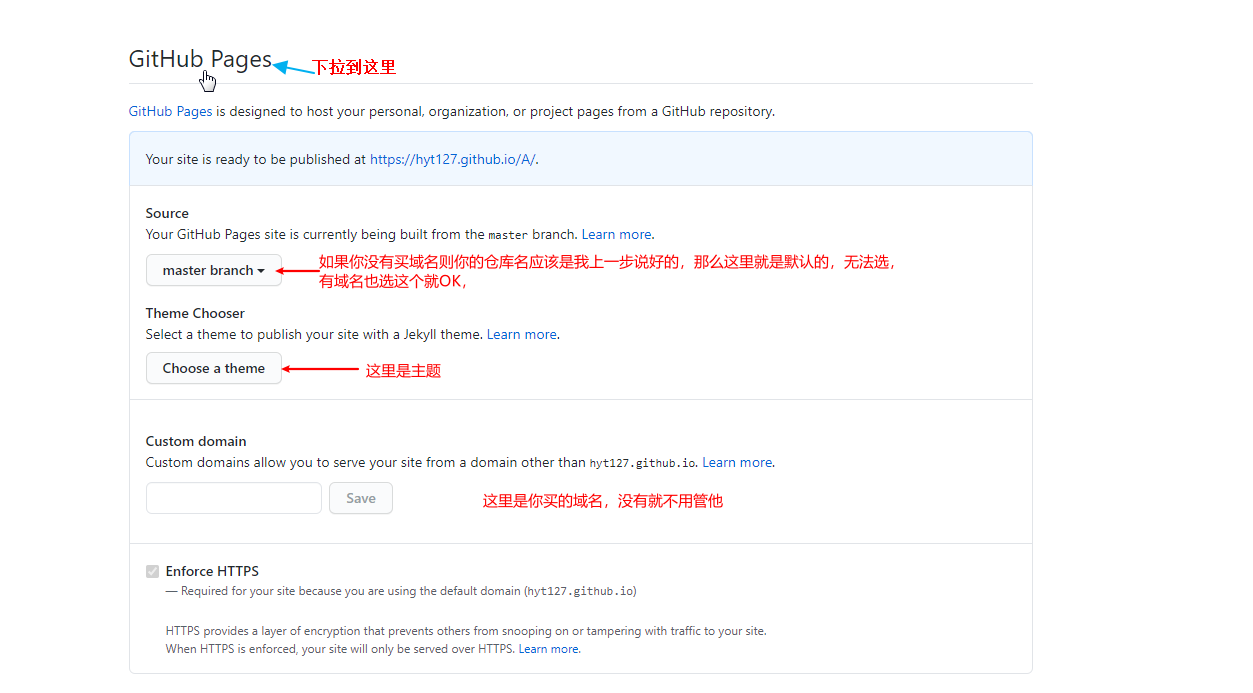 GitHub Pages 下拉到这里
GitHub Pages is designed to host your personal, organization, or project pages from a GitHub repository.
Your site is ready to be published at https://hyt127.github.io/A/.
Source
Your GitHub Pages site is currently being built from the master branch. Learn more.
master branch
如果你没有买域名则你的仓库名应该是我上一步说好的，那么这里就是默认的，无法选，
有域名也选这个就OK，
Theme Chooser
Select a theme to publish your site with a Jekyll theme. Learn more.
Choose a theme 这里是主题
Custom domain
Custom domains allow you to serve your site from a domain other than hyt127.github.io. Learn more.
Save 这里是你买的域名，没有就不用管他
Enforce HTTPS
— Required for your site because you are using the default domain (hyt127.github.io)
HTTPS provides a layer of encryption that prevents others from snooping on or tampering with traffic to your site.
When HTTPS is enforced, your site will only be served over HTTPS. Learn more.